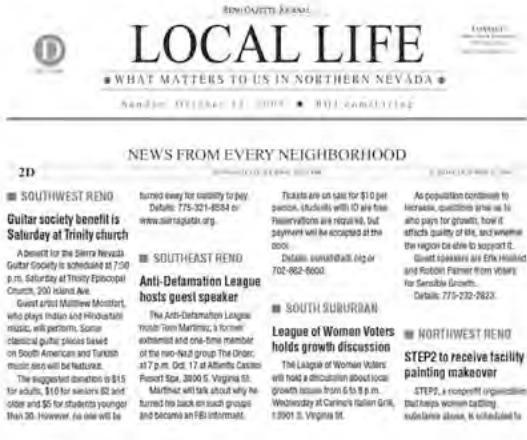 RENO GAZETTE-JOURNAL
D
LOCAL LIFE
WHAT MATTERS TO US IN NORTHERN NEVADA
Sunday, October
NEWS FROM EVERY NEIGHBORHOOD
2D
SOUTHWEST RENO
Guitar society benefit is
Saturday at Trinity church
A benefit for the Sierra Nevada
Guitar Society is scheduled at 7:30
p.m. Saturday at Trinity Episcopal
Church, 200 Island Ave.
Guest artist Matthew Montfort,
who plays Indian and Hindustani
music, will perform. Some
classical guitar pieces based
on South American and Turkish
music also will be featured.
The suggested donation is $15
for adults, $10 for seniors 62 and
older and $5 for students younger
than 30. However, no one will be
turned away for inability to pay.
Details: 775-321-8584 or
www.sierraguitar.org.
SOUTHEAST RENO
Anti-Defamation League
hosts guest speaker
The Anti-Defamation League
hosts Tom Martinez, a former
extremist and one-time member
of the neo-Nazi group The Order,
at 7 p.m. Oct. 17 at Atlantis Casino
Resort Spa, 3800 S. Virginia St.
Martinez will talk about why he
turned his back on such groups
and became an FBI informant.
Tickets are on sale for $10 per
person, students with ID are free.
Reservations are required, but
payment will be accepted at the
door.
Details: or
702-862-8600.
SOUTH SUBURBAN
League of Women Voters
holds growth discussion
The League of Women Voters
will hold a discussion about local
growth issues from 6 to 8 p.m.
Wednesday at Carino's Italian Grill,
13901 S. Virginia St.
As population continues to
increase, questions arise as to
who pays for growth, how it
affects quality of life, and whether
the region be able to support it.
Guest speakers are Erik Holland
and Robbin Palmer from Voters
for Sensible Growth.
Details: 775-232-2823.
NORTHWEST RENO
STEP2 to receive facility
painting makeover
STEP2, a nonprofit organization
that helps women battling
substance abuse, is scheduled to